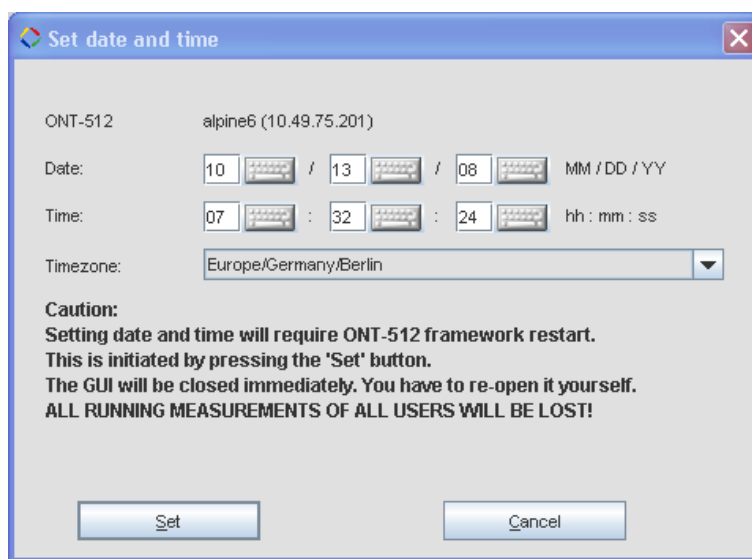 Set date and time
ONT-512 alpine6 (10.49.75.201)
Date: 10 / 13 / 08 MM / DD / YY
Time: 07 : 32 : 24 hh : mm : ss
Timezone: Europe/Germany/Berlin
Caution:
Setting date and time will require ONT-512 framework restart.
This is initiated by pressing the 'Set' button.
The GUI will be closed immediately. You have to re-open it yourself.
ALL RUNNING MEASUREMENTS OF ALL USERS WILL BE LOST!
Set Cancel